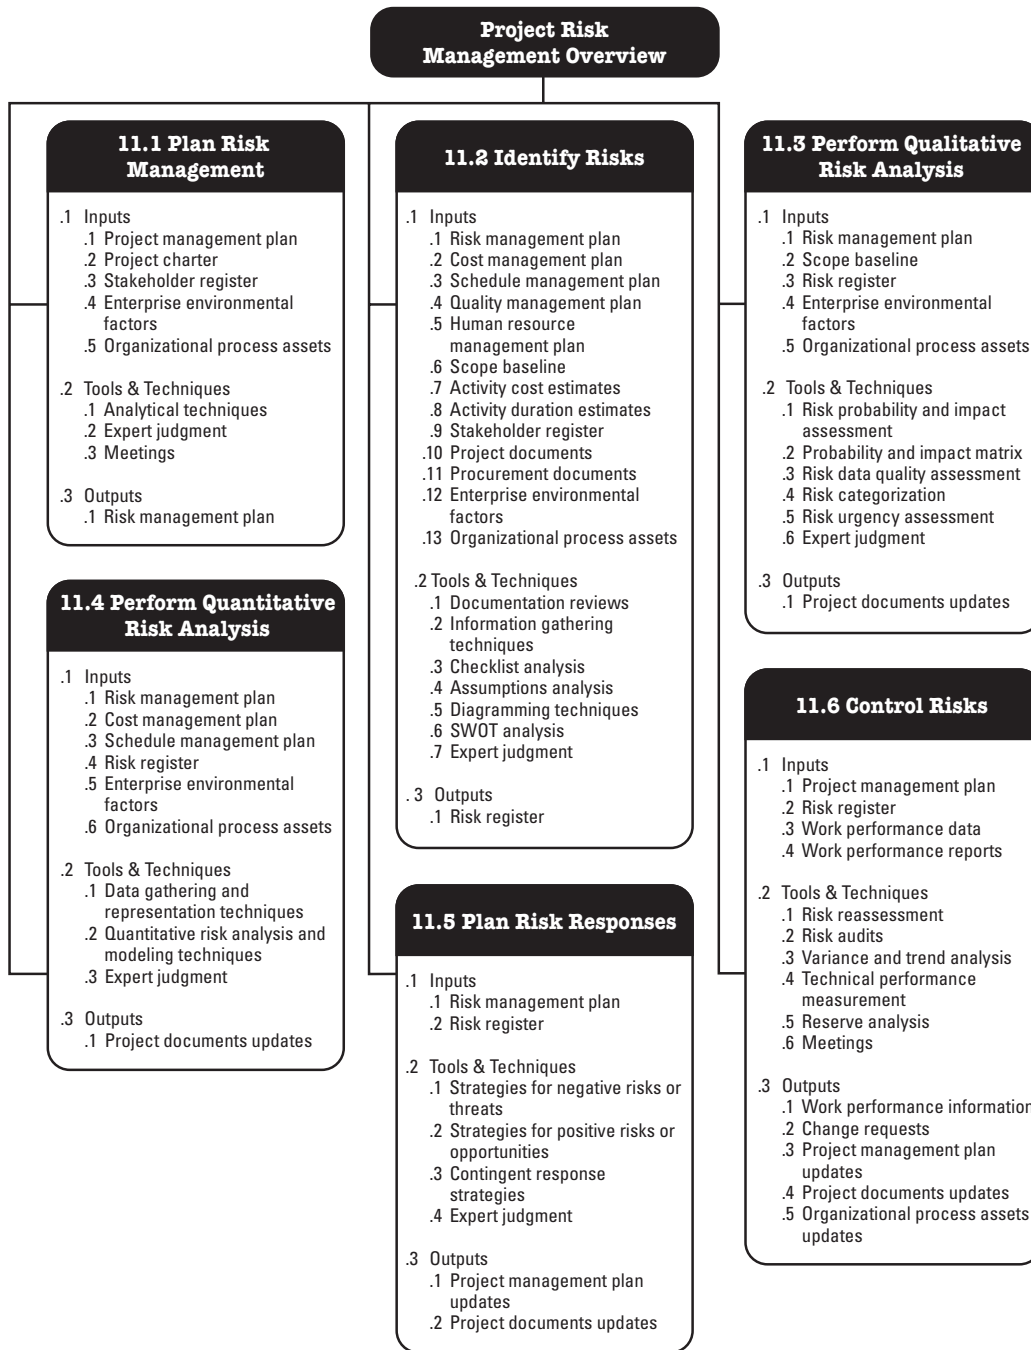 Project Risk
Management Overview
11.1 Plan Risk
Management
.1 Inputs
.1 Project management plan
.2 Project charter
.3 Stakeholder register
.4 Enterprise environmental
factors
.5 Organizational process assets
.2 Tools & Techniques
.1 Analytical techniques
.2 Expert judgment
.3 Meetings
.3 Outputs
.1 Risk management plan
11.2 Identify Risks
.1 Inputs
.1 Risk management plan
.2 Cost management plan
.3 Schedule management plan
.4 Quality management plan
.5 Human resource
management plan
.6 Scope baseline
.7 Activity cost estimates
.8 Activity duration estimates
.9 Stakeholder register
.10 Project documents
.11 Procurement documents
.12 Enterprise environmental
factors
.13 Organizational process assets
.2 Tools & Techniques
.1 Documentation reviews
.2 Information gathering
techniques
.3 Checklist analysis
.4 Assumptions analysis
.5 Diagramming techniques
.6 SWOT analysis
.7 Expert judgment
. 3 Outputs
.1 Risk register
11.3 Perform Qualitative
Risk Analysis
.1 Inputs
.1 Risk management plan
.2 Scope baseline
.3 Risk register
.4 Enterprise environmental
factors
.5 Organizational process assets
.2 Tools & Techniques
.1 Risk probability and impact
assessment
.2 Probability and impact matrix
.3 Risk data quality assessment
.4 Risk categorization
.5 Risk urgency assessment
.6 Expert judgment
.3 Outputs
.1 Project documents updates
11.4 Perform Quantitative
Risk Analysis
.1 Inputs
.1 Risk management plan
.2 Cost management plan
.3 Schedule management plan
.4 Risk register
.5 Enterprise environmental
factors
.6 Organizational process assets
.2 Tools & Techniques
.1 Data gathering and
representation techniques
.2 Quantitative risk analysis and
modeling techniques
.3 Expert judgment
.3 Outputs
.1 Project documents updates
11.5 Plan Risk Responses
.1 Inputs
.1 Risk management plan
.2 Risk register
.2 Tools & Techniques
.1 Strategies for negative risks or
threats
.2 Strategies for positive risks or
opportunities
.3 Contingent response
strategies
.4 Expert judgment
.3 Outputs
.1 Project management plan
updates
.2 Project documents updates
11.6 Control Risks
.1 Inputs
.1 Project management plan
.2 Risk register
.3 Work performance data
.4 Work performance reports
.2 Tools & Techniques
.1 Risk reassessment
.2 Risk audits
.3 Variance and trend analysis
.4 Technical performance
measurement
.5 Reserve analysis
.6 Meetings
.3 Outputs
.1 Work performance information
.2 Change requests
.3 Project management plan
updates
.4 Project documents updates
.5 Organizational process assets
updates